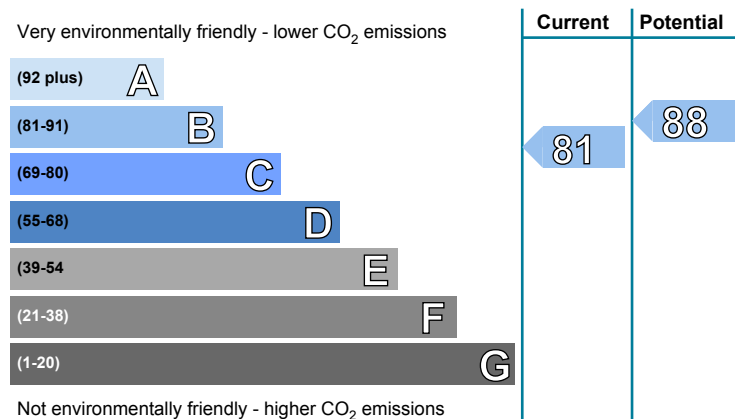 Very environmentally friendly - lower CO₂ emissions
Current
Potential
(92 plus) A
(81-91) B
(69-80) C
(55-68) D
(39-54 E
(21-38) F
(1-20) G
81
88
Not environmentally friendly - higher CO₂ emissions